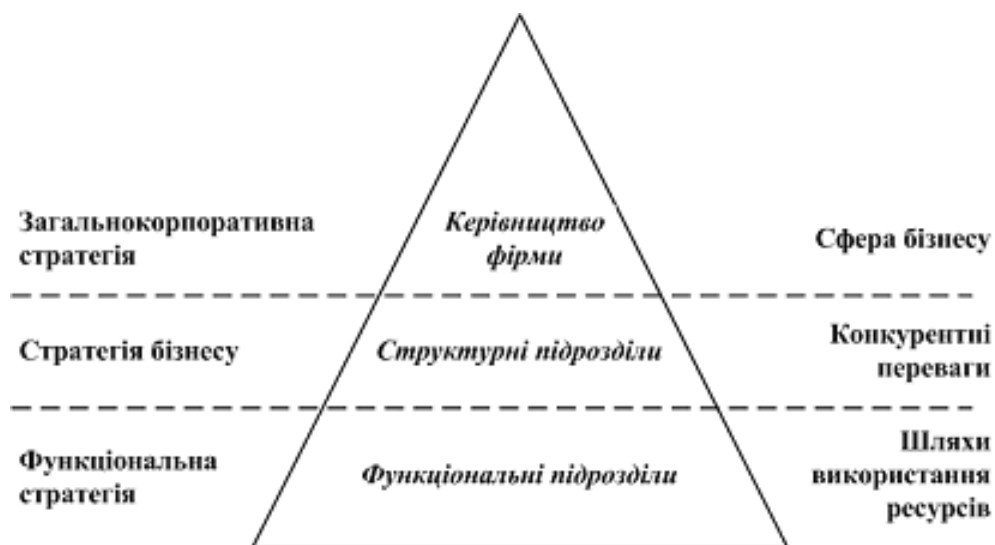 Загальнокорпоративна
стратегія
Керівництво
фірми
Сфера бізнесу
Стратегія бізнесу
Структурні підрозділи
Конкурентні
переваги
Функціональна
стратегія
Функціональні підрозділи
Шляхи
використання
ресурсів